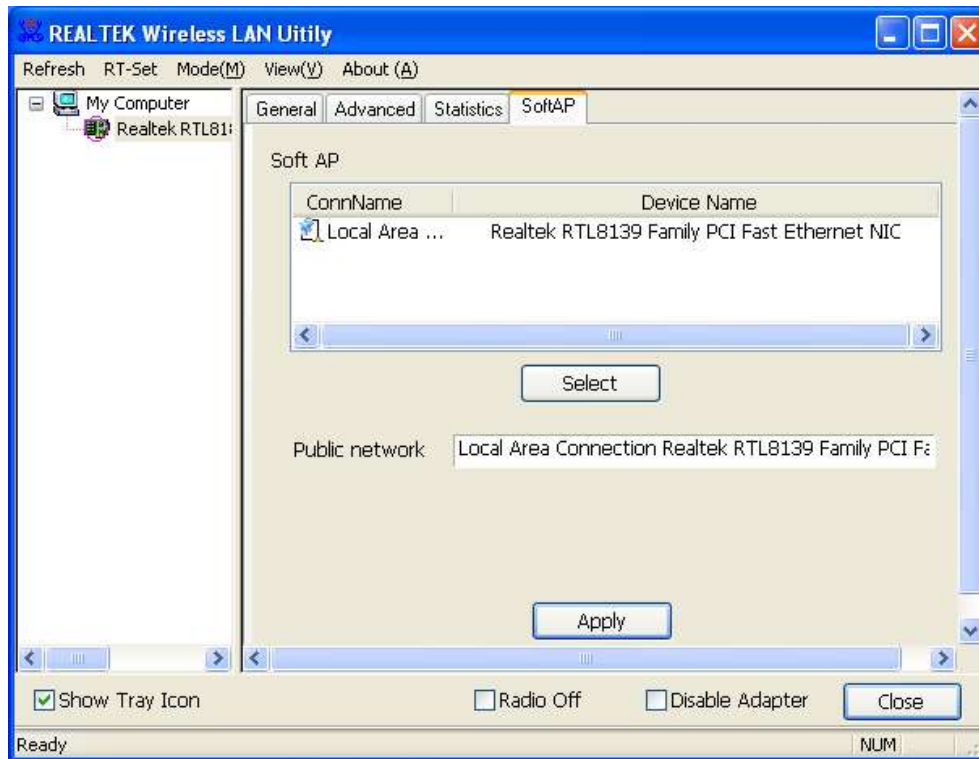 REALTEK Wireless LAN Uitily
Refresh RT-Set Mode(M) View(V) About (A)
My Computer
Realtek RTL818
General Advanced Statistics SoftAP
Soft AP
ConnName Device Name
Local Area ... Realtek RTL8139 Family PCI Fast Ethernet NIC
Select
Public network Local Area Connection Realtek RTL8139 Family PCI Fa
Apply
Show Tray Icon Radio Off Disable Adapter Close
Ready NUM